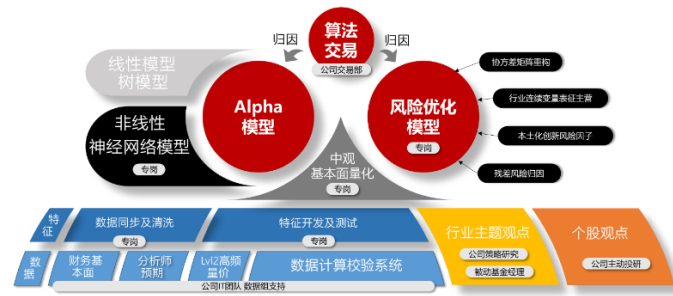 归因
算法
交易
归因
公司交易部
线性模型
树模型
Alpha
模型
风险优化
模型
专岗
非线性
神经网络模型
专岗
协方差矩阵重构
行业连续变量表征主营
本土化创新风险因子
残差风险归因
中观
基本面量化
专岗
特征
数据同步及清洗
专岗
特征开发及测试
专岗
行业主题观点
公司策略研究
被动基金经理
个股观点
公司主动投研
数据
财务基
本面
分析师
预期
Lvl2高频
量价
数据计算校验系统
公司IT团队 数据组支持